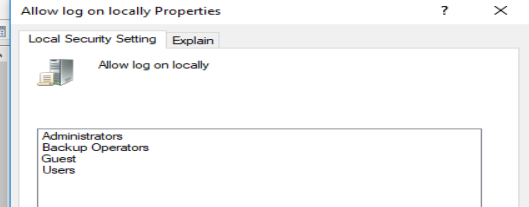 Allow log on locally Properties
?
Local Security Setting
Explain
Allow log on locally
Administrators
Backup Operators
Guest
Users